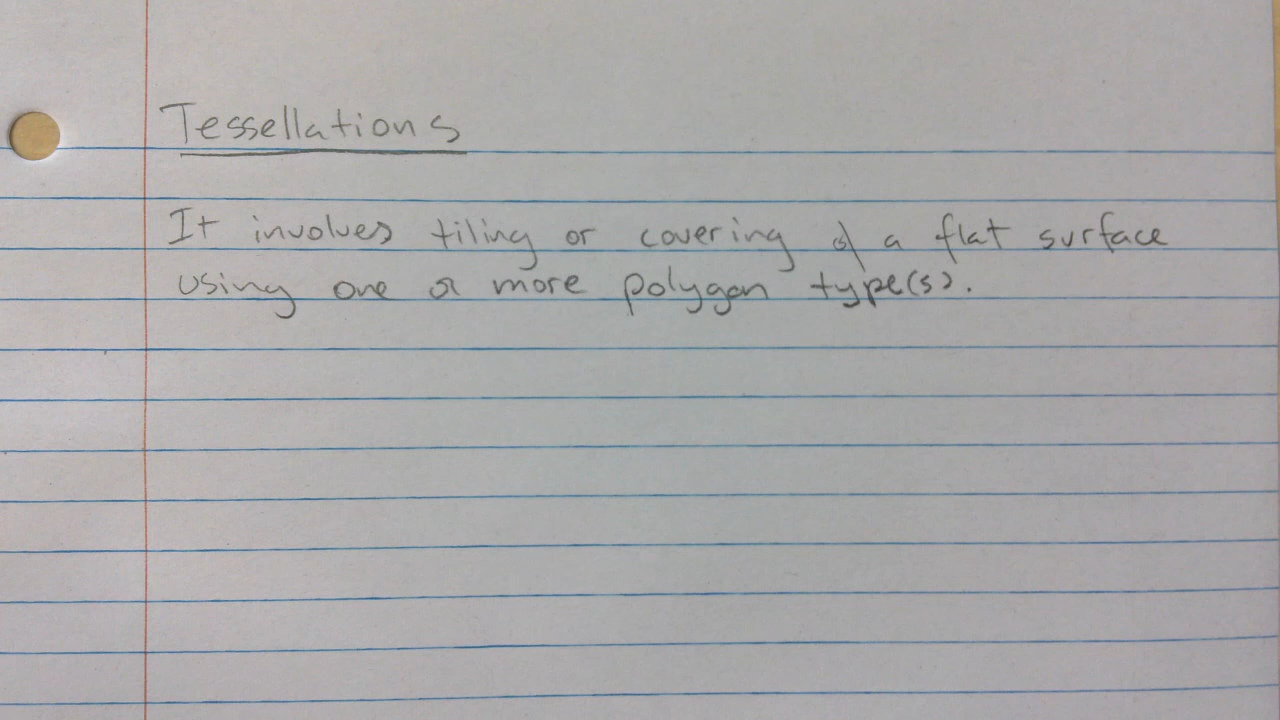 Tessellations
It involves tiling or covering of a flat surface
using one or more polygon type(s).